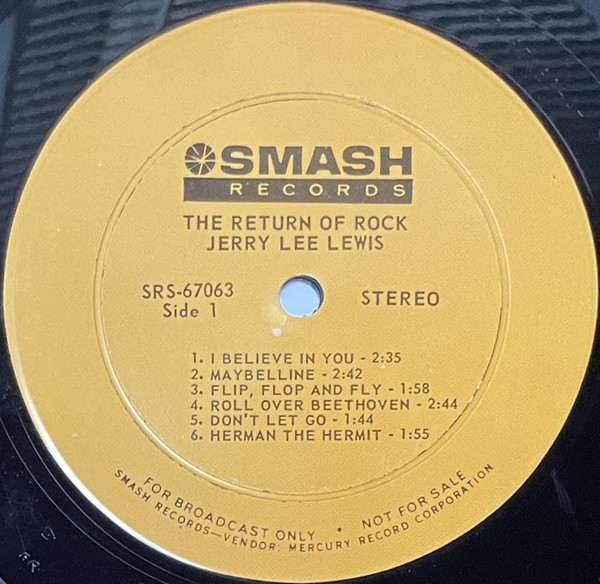 SMASH
RECORDS
THE RETURN OF ROCK
JERRY LEE LEWIS
SRS-67063
Side 1
STEREO
1. I BELIEVE IN YOU - 2:35
2. MAYBELLINE - 2:42
3. FLIP, FLOP AND FLY - 1:58
4. ROLL OVER BEETHOVEN - 2:44
5. DON'T LET GO - 1:44
6. HERMAN THE HERMIT - 1:55
FOR BROADCAST ONLY • NOT FOR SALE
SMASH RECORDS—VENDOR: MERCURY RECORD CORPORATION